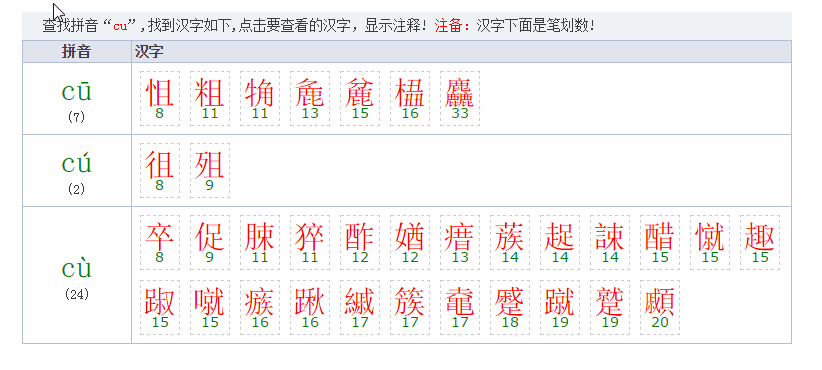 查找拼音“cu”,找到汉字如下,点击要查看的汉字，显示注释! 注备：汉字下面是笔划数!
拼音 汉字
cū
(7)
怚 粗 觕 麁 麄 麤
8 11 11 13 15 16 33
cú
(2)
徂 殂
8 9
cù
(24)
卒 促 脨 猝 酢 媨 瘄 蔟 誎 醋 憱 趣
8 9 11 11 12 12 13 14 14 14 15 15 15
踧 噈 瘯 踿 縬 簇 鼀 蹙 蹴 蹵 顣
15 15 16 16 17 17 17 18 19 19 20